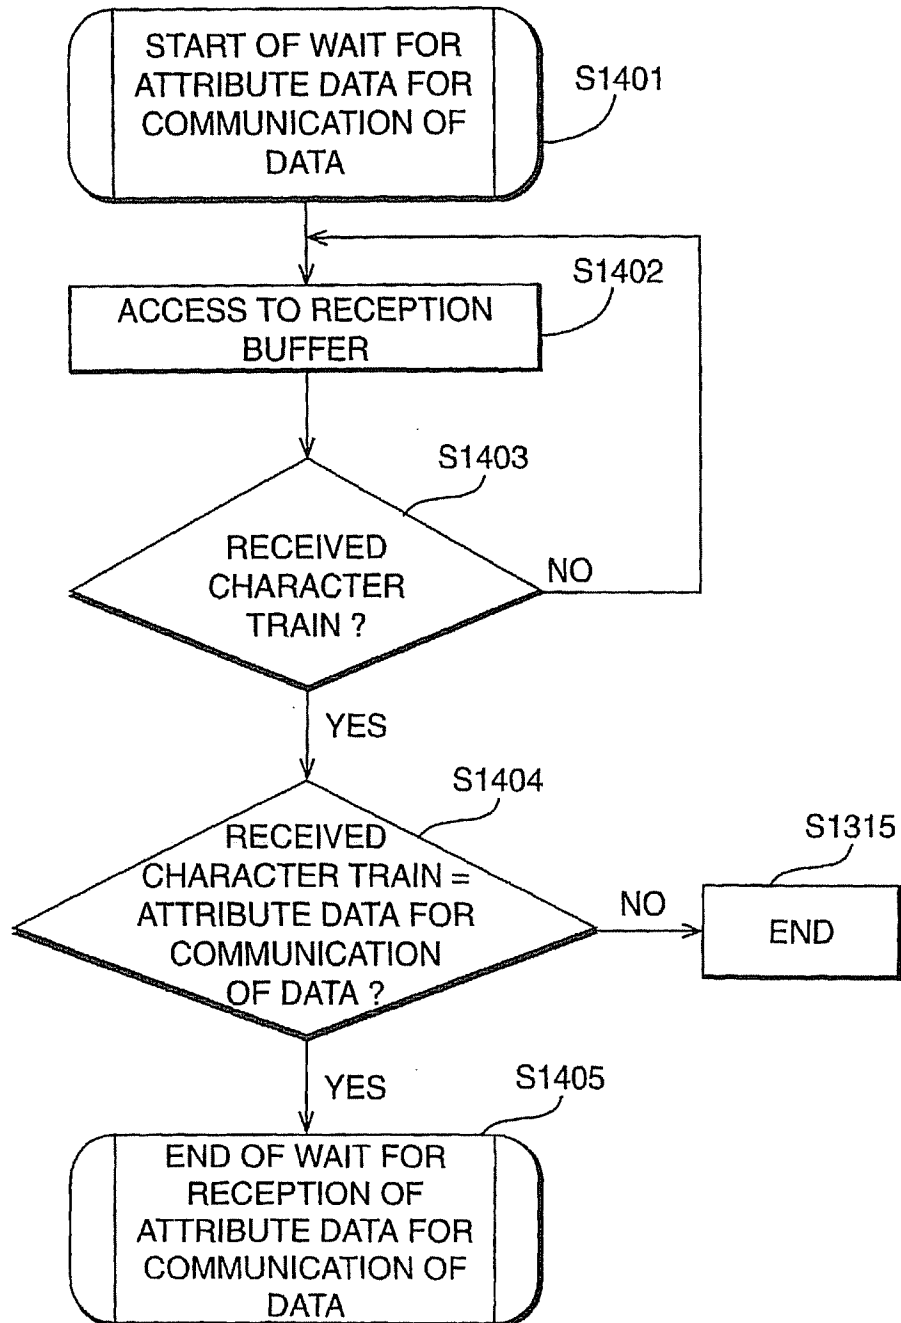 START OF WAIT FOR
ATTRIBUTE DATA FOR
COMMUNICATION OF
DATA
S1401
S1402
ACCESS TO RECEPTION
BUFFER
S1403
RECEIVED
CHARACTER
TRAIN ?
NO
YES
S1404
RECEIVED
CHARACTER TRAIN =
ATTRIBUTE DATA FOR
COMMUNICATION
OF DATA ?
NO
S1315
END
YES
S1405
END OF WAIT FOR
RECEPTION OF
ATTRIBUTE DATA FOR
COMMUNICATION OF
DATA